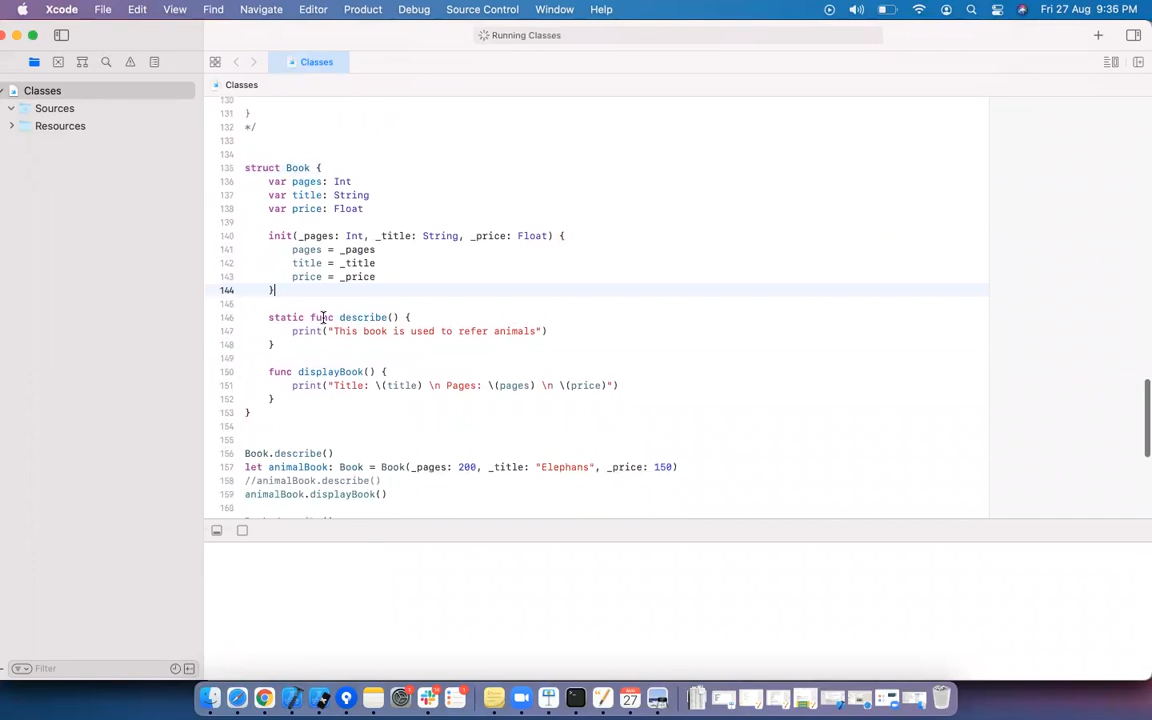 Xcode File Edit View Find Navigate Editor Product Debug Source Control Window Help Fri 27 Aug 9:36 PM
Running Classes
Classes
Classes
Classes
Sources
Resources
130
131 }
132 */
133
134
135 struct Book {
136 var pages: Int
137 var title: String
138 var price: Float
139
140 init(_pages: Int, _title: String, _price: Float) {
141 pages = _pages
142 title = _title
143 price = _price
144 }
145
146 static func describe() {
147 print("This book is used to refer animals")
148 }
149
150 func displayBook() {
151 print("Title: \(title) \n Pages: \(pages) \n \(price)")
152 }
153 }
154
155
156 Book.describe()
157 let animalBook: Book = Book(_pages: 200, _title: "Elephans", _price: 150)
158 //animalBook.describe()
159 animalBook.displayBook()
160
Filter